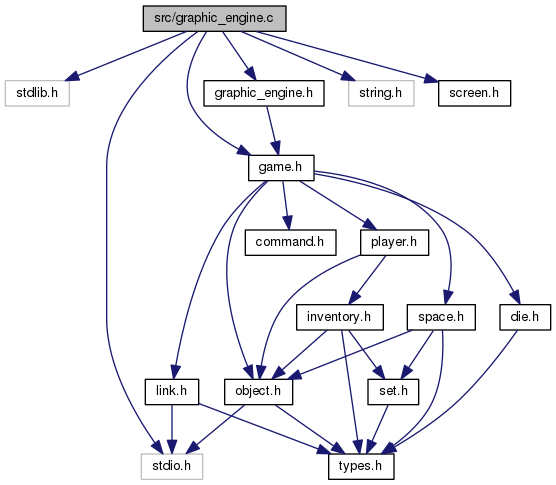 src/graphic_engine.c
stdlib.h
graphic_engine.h
string.h
screen.h
game.h
command.h
player.h
inventory.h
space.h
die.h
link.h
object.h
set.h
stdio.h
types.h